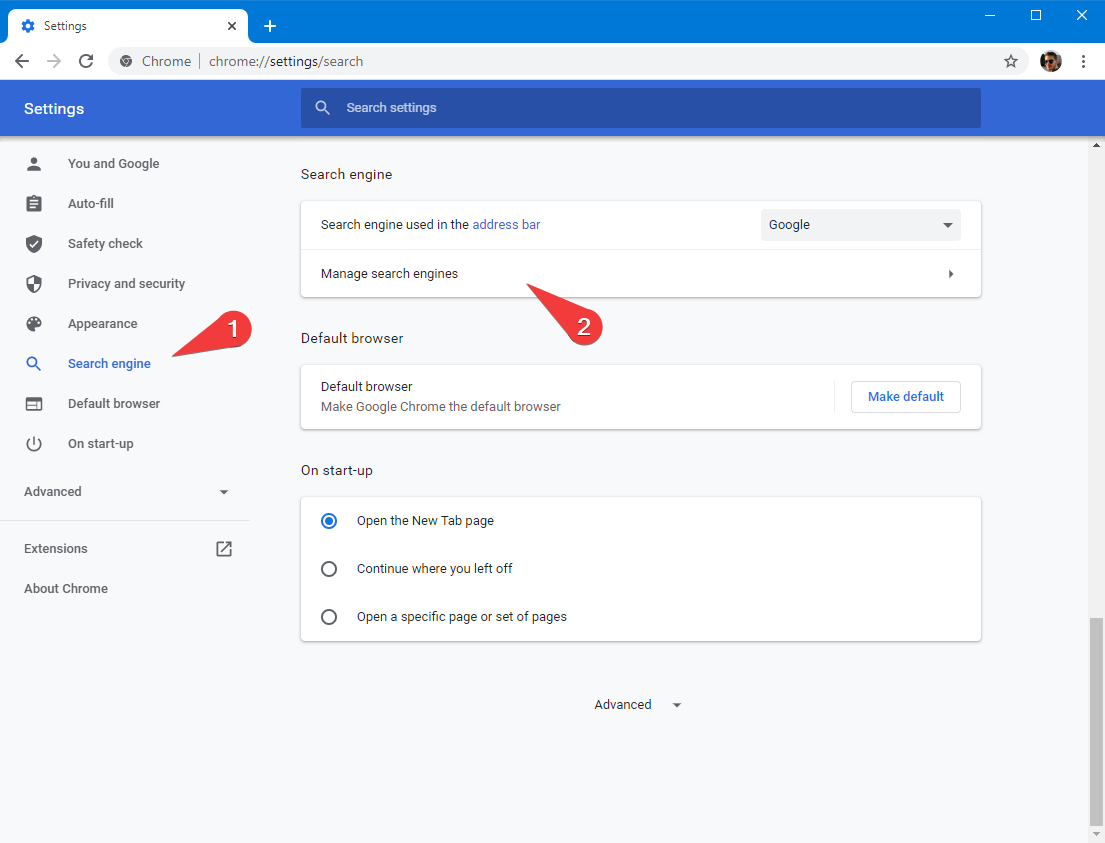 Settings
Chrome | chrome://settings/search
Settings
Search settings
You and Google
Auto-fill
Safety check
Privacy and security
Appearance
Search engine
Default browser
On start-up
Advanced
Extensions
About Chrome
1
Search engine
Search engine used in the address bar
Google
Manage search engines
2
Default browser
Default browser
Make Google Chrome the default browser
Make default
On start-up
Open the New Tab page
Continue where you left off
Open a specific page or set of pages
Advanced